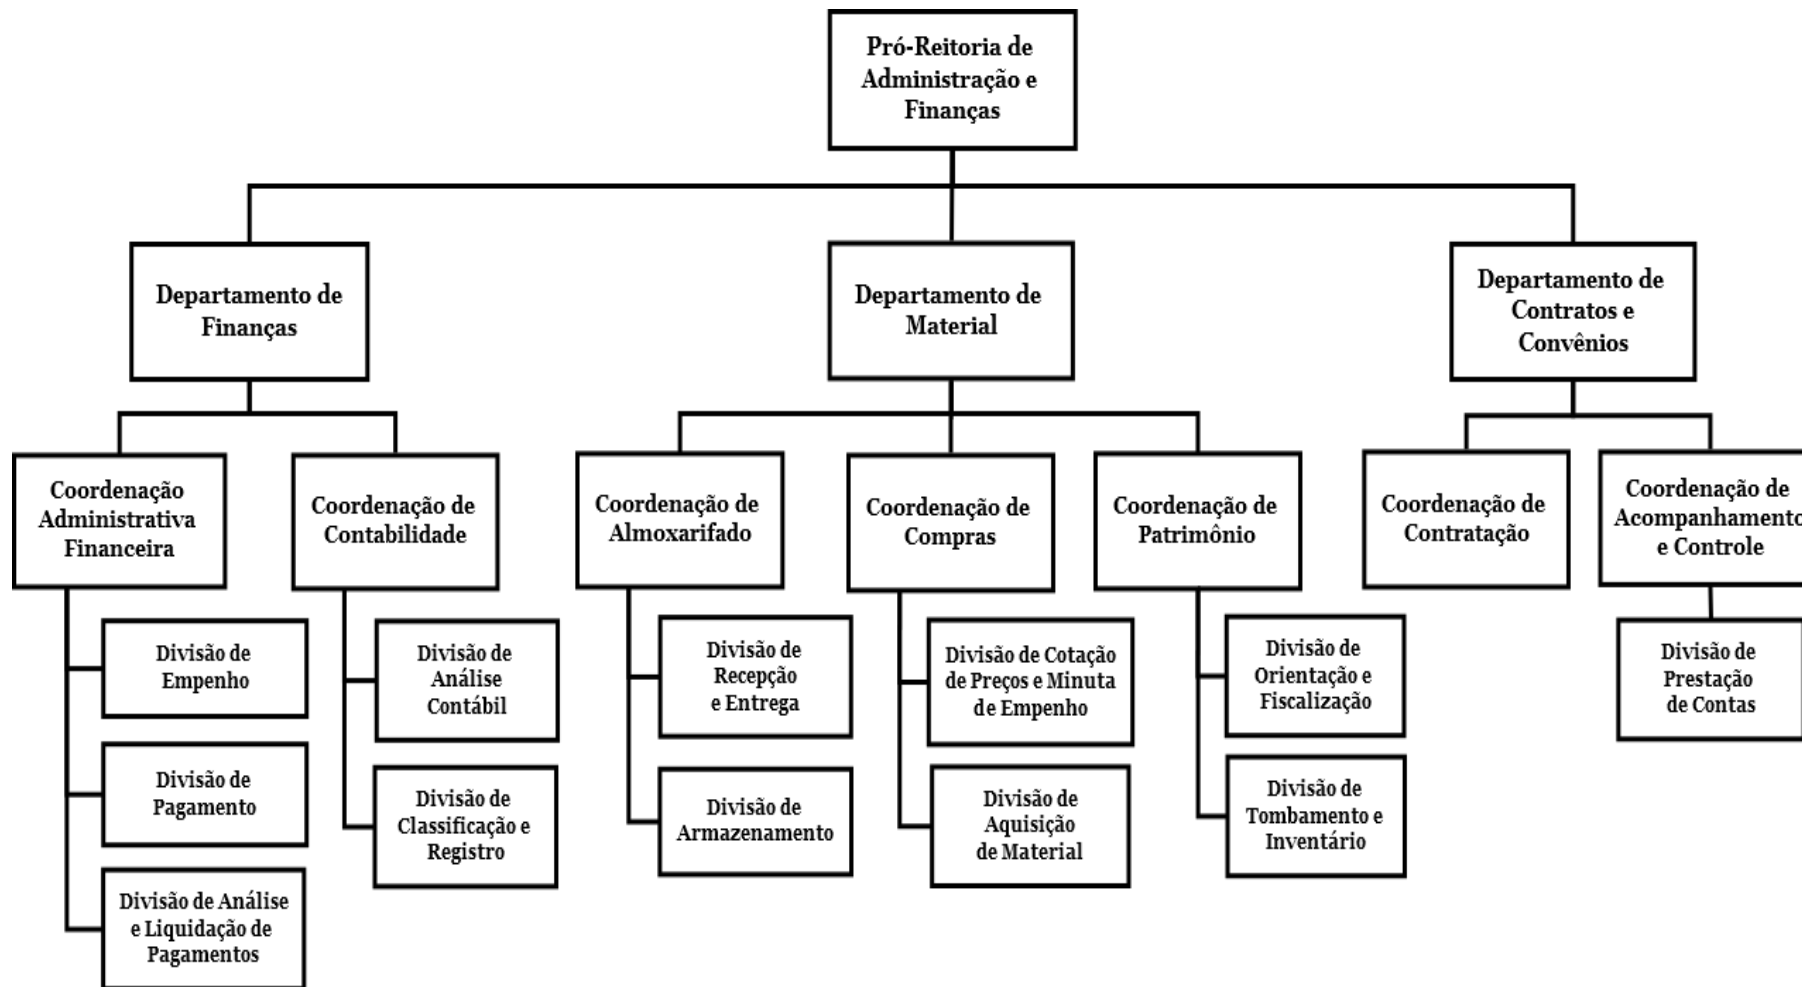 Pró-Reitoria de
Administração e
Finanças
Departamento de
Finanças
Departamento de
Material
Departamento de
Contratos e
Convênios
Coordenação
Administrativa
Financeira
Coordenação de
Contabilidade
Coordenação de
Almoxarifado
Coordenação de
Compras
Coordenação de
Patrimônio
Coordenação de
Contratação
Coordenação de
Acompanhamento
e Controle
Divisão de
Empenho
Divisão de
Pagamento
Divisão de Análise
e Liquidação de
Pagamentos
Divisão de
Análise
Contábil
Divisão de
Classificação e
Registro
Divisão de
Recepção
e Entrega
Divisão de
Armazenamento
Divisão de Cotação
de Preços e Minuta
de Empenho
Divisão de
Aquisição
de Material
Divisão de
Orientação e
Fiscalização
Divisão de
Tombamento e
Inventário
Divisão de
Prestação
de Contas